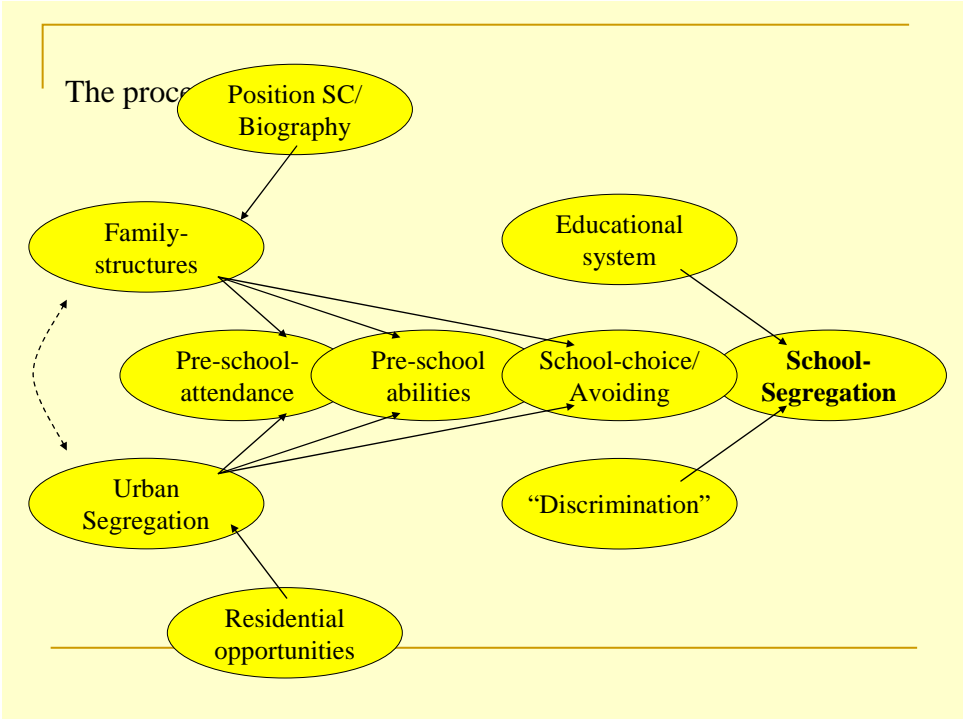 The
Position SC/
Biography
Family-
structures
Educational
system
Pre-school-
attendance
Pre-school
abilities
School-choice/
Avoiding
School-
Segregation
Urban
Segregation
“Discrimination”
Residential
opportunities